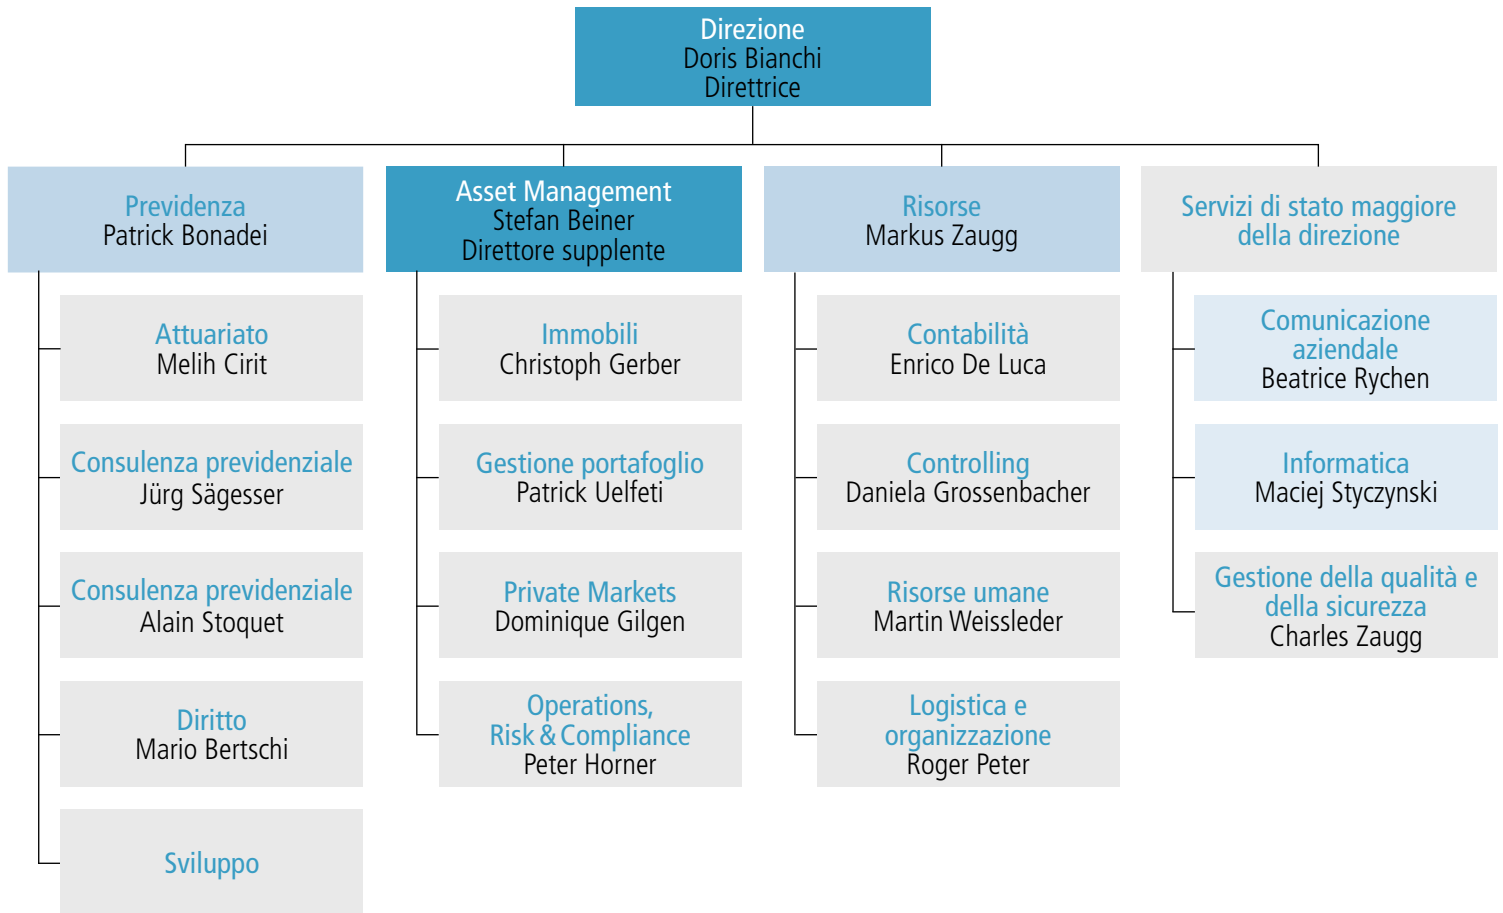 Direzione
Doris Bianchi
Direttrice
Previdenza
Patrick Bonadei
Attuariato
Melih Cirit
Consulenza previdenziale
Jürg Sägesser
Consulenza previdenziale
Alain Stoquet
Diritto
Mario Bertschi
Sviluppo
Asset Management
Stefan Beiner
Direttore supplente
Immobili
Christoph Gerber
Gestione portafoglio
Patrick Uelfeti
Private Markets
Dominique Gilgen
Operations,
Risk & Compliance
Peter Horner
Risorse
Markus Zaugg
Contabilità
Enrico De Luca
Controlling
Daniela Grossenbacher
Risorse umane
Martin Weissleder
Logistica e
organizzazione
Roger Peter
Servizi di stato maggiore
della direzione
Comunicazione
aziendale
Beatrice Rychen
Informatica
Maciej Styczynski
Gestione della qualità e
della sicurezza
Charles Zaugg